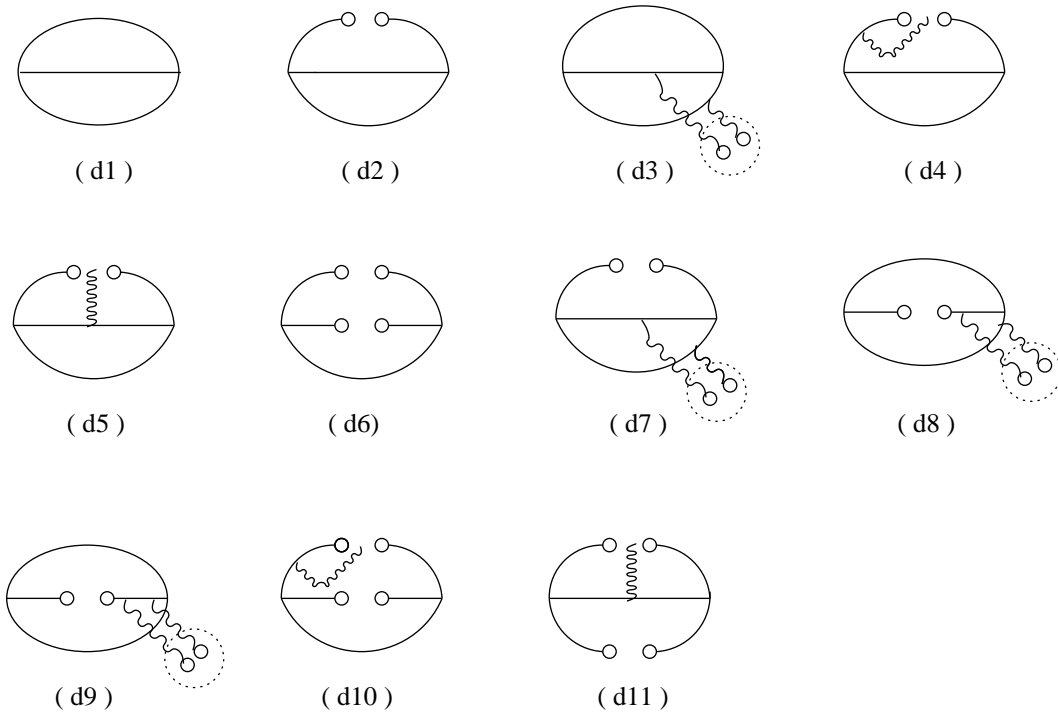 ( d1 ) ( d2 ) ( d3 ) ( d4 )
( d5 ) ( d6) ( d7 ) ( d8 )
( d9 ) ( d10 ) ( d11 )